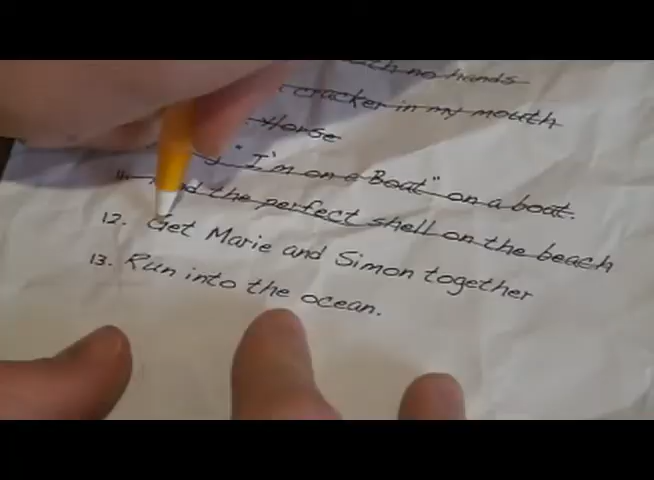 no hands
cracker in my mouth
Horse
"I'm on a Boat" on a boat.
the perfect shell on the beach
12. Get Marie and Simon together
13. Run into the ocean.